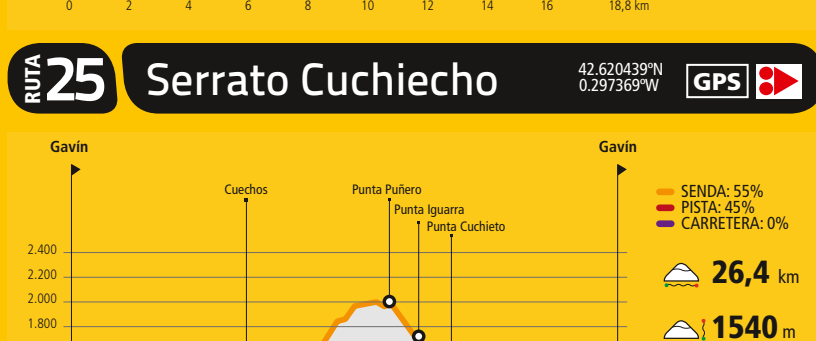 0 2 4 6 8 10 12 14 16 18,8 km
RUTA 25 Serrato Cuchiecho 42.620439ºN
0.297369ºW
GPS
Gavín Gavín
Cuechos Punta Puñero
Punta Iguarra
Punta Cuchieto
SENDA: 55%
PISTA: 45%
CARRETERA: 0%
2.400
2.200
2.000
1.800
26,4 km
1540 m